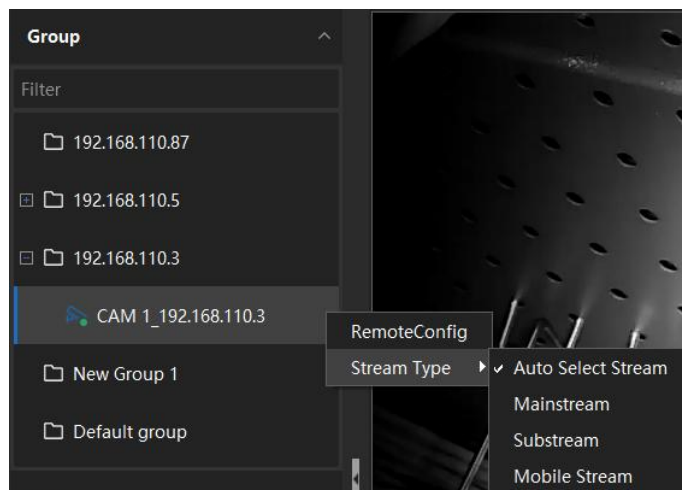 Group
Filter
192.168.110.87
192.168.110.5
192.168.110.3
CAM 1_192.168.110.3
RemoteConfig
Stream Type
Auto Select Stream
Mainstream
Substream
Mobile Stream
New Group 1
Default group